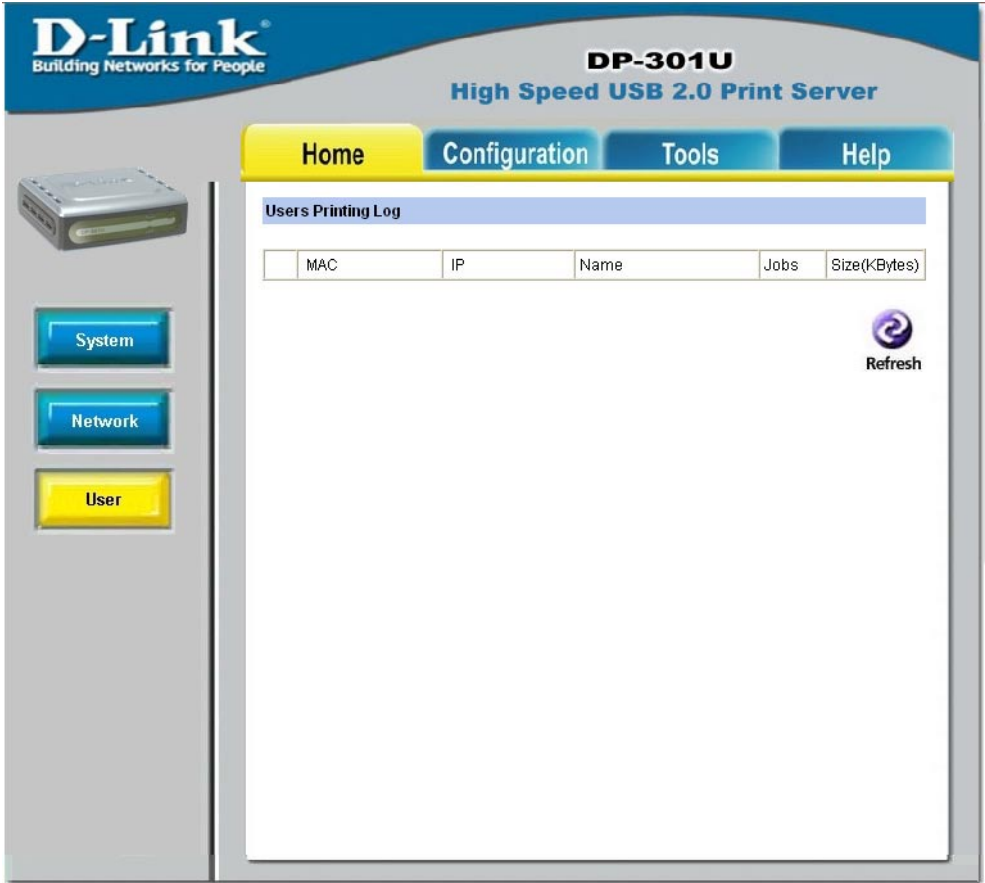 D-Link®
Building Networks for People
DP-301U
High Speed USB 2.0 Print Server
Home Configuration Tools Help
Users Printing Log
MAC IP Name Jobs Size(KBytes)
Refresh
System
Network
User